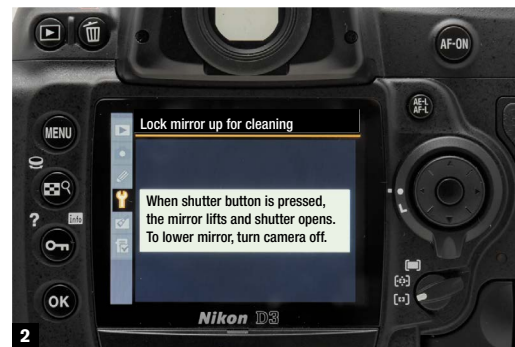 AF-ON
AE-L
AF-L
MENU
Lock mirror up for cleaning
When shutter button is pressed,
the mirror lifts and shutter opens.
To lower mirror, turn camera off.
? info
L
OK
Nikon D3
2